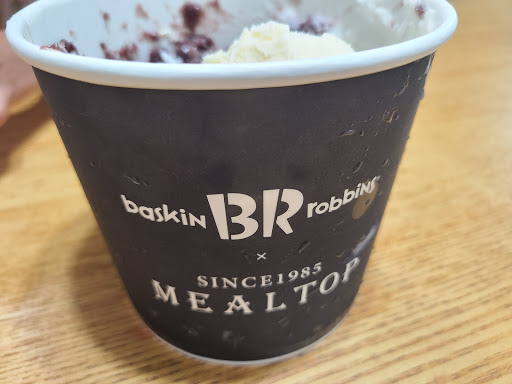 baskin BR robbins
×
SINCE1985
MEALTOP